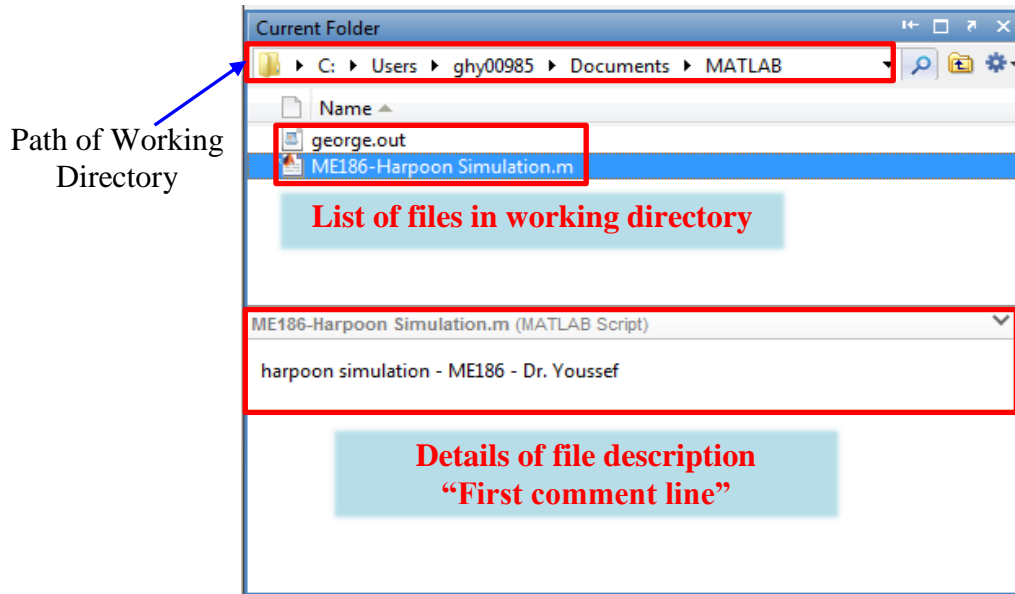 Current Folder
C: Users ghy00985 Documents MATLAB
Name
george.out
ME186-Harpoon Simulation.m
Path of Working
Directory
List of files in working directory
ME186-Harpoon Simulation.m (MATLAB Script)
harpoon simulation - ME186 - Dr. Youssef
Details of file description
“First comment line”